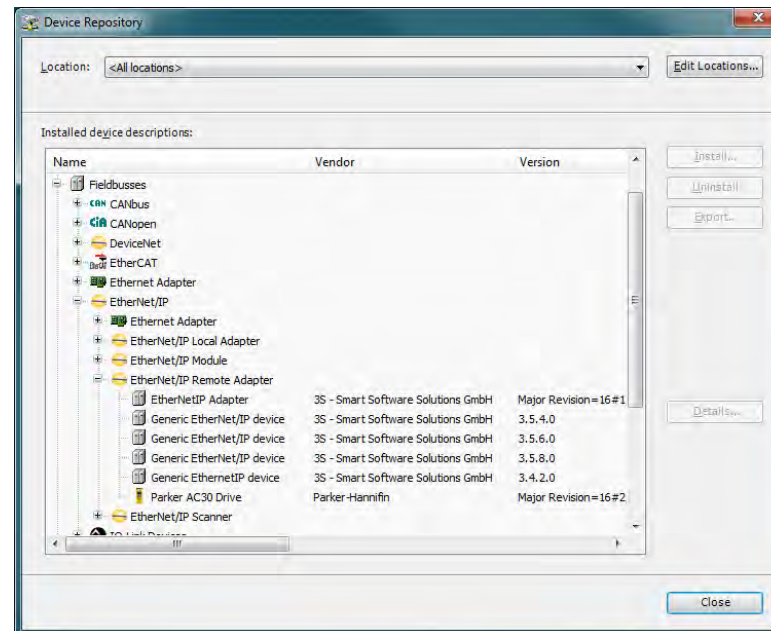 Device Repository
Location: <All locations> Edit Locations...
Installed device descriptions:
Name Vendor Version Install...
Fieldbusses Uninstall
CAN CANbus
CiA CANopen Export...
DeviceNet
EtherCAT
Ethernet Adapter
EtherNet/IP
Ethernet Adapter
EtherNet/IP Local Adapter
EtherNet/IP Module
EtherNet/IP Remote Adapter
EtherNetIP Adapter 3S - Smart Software Solutions GmbH Major Revision=16#1
Generic EtherNet/IP device 3S - Smart Software Solutions GmbH 3.5.4.0 Details...
Generic EtherNet/IP device 3S - Smart Software Solutions GmbH 3.5.6.0
Generic EtherNet/IP device 3S - Smart Software Solutions GmbH 3.5.8.0
Generic EthernetIP device 3S - Smart Software Solutions GmbH 3.4.2.0
Parker AC30 Drive Parker-Hannifin Major Revision=16#2
EtherNet/IP Scanner
IO-Link Devices
Close